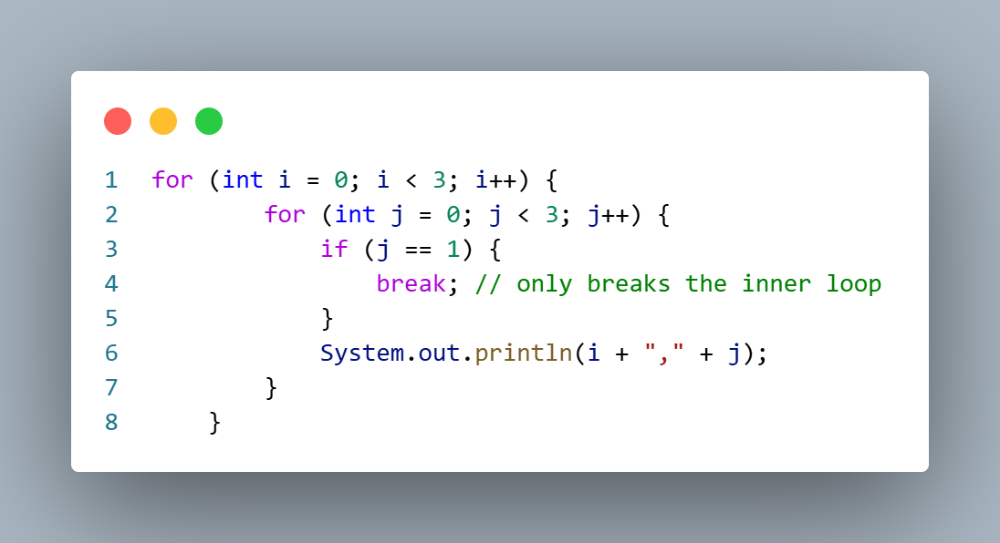 1 for (int i = 0; i < 3; i++) {
2 for (int j = 0; j < 3; j++) {
3 if (j == 1) {
4 break; // only breaks the inner loop
5 }
6 System.out.println(i + "," + j);
7 }
8 }